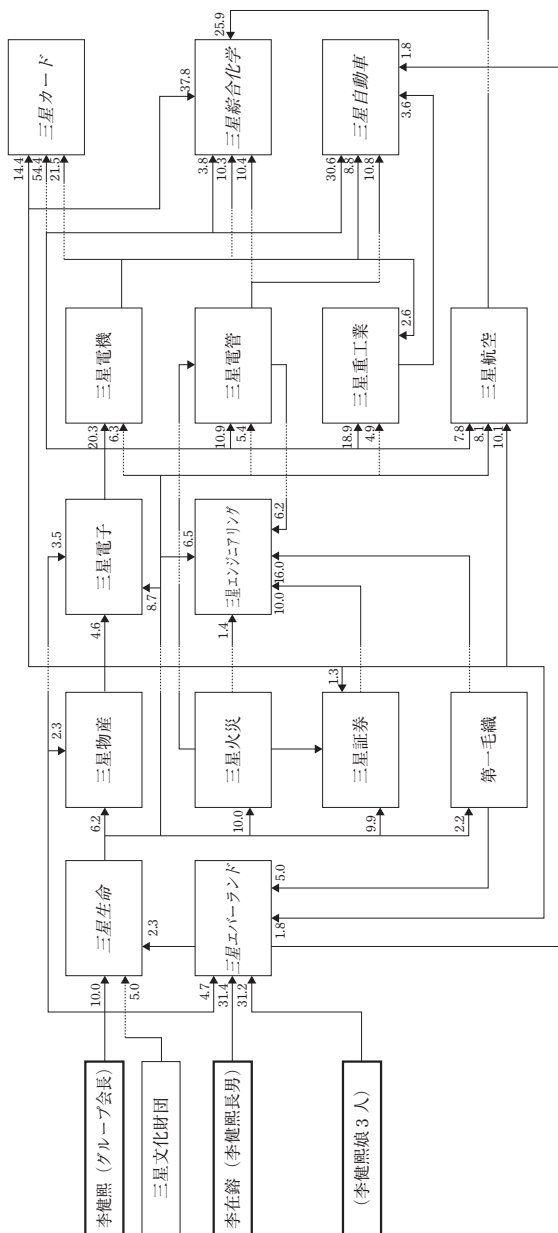 李健熙（グループ会長）
三星文化財団
李在鎔（李健熙長男）
（李健熙娘3人）
10.0
5.0
4.7
31.4
31.2
三星生命
三星エバーランド
2.3
5.0
1.8
6.2
10.0
9.9
2.2
三星物産
三星火災
三星証券
第一毛織
2.3
1.3
4.6
8.7
1.4
三星電子
三星エンジニアリング
3.5
6.5
10.0
16.0
6.2
20.3
6.3
10.9
5.4
18.9
4.9
7.8
8.1
10.1
三星電機
三星電管
三星重工業
三星航空
2.6
14.4
54.4
21.5
3.8
10.3
10.4
30.6
8.8
10.8
三星カード
三星綜合化学
三星自動車
37.8
25.9
3.6
1.8